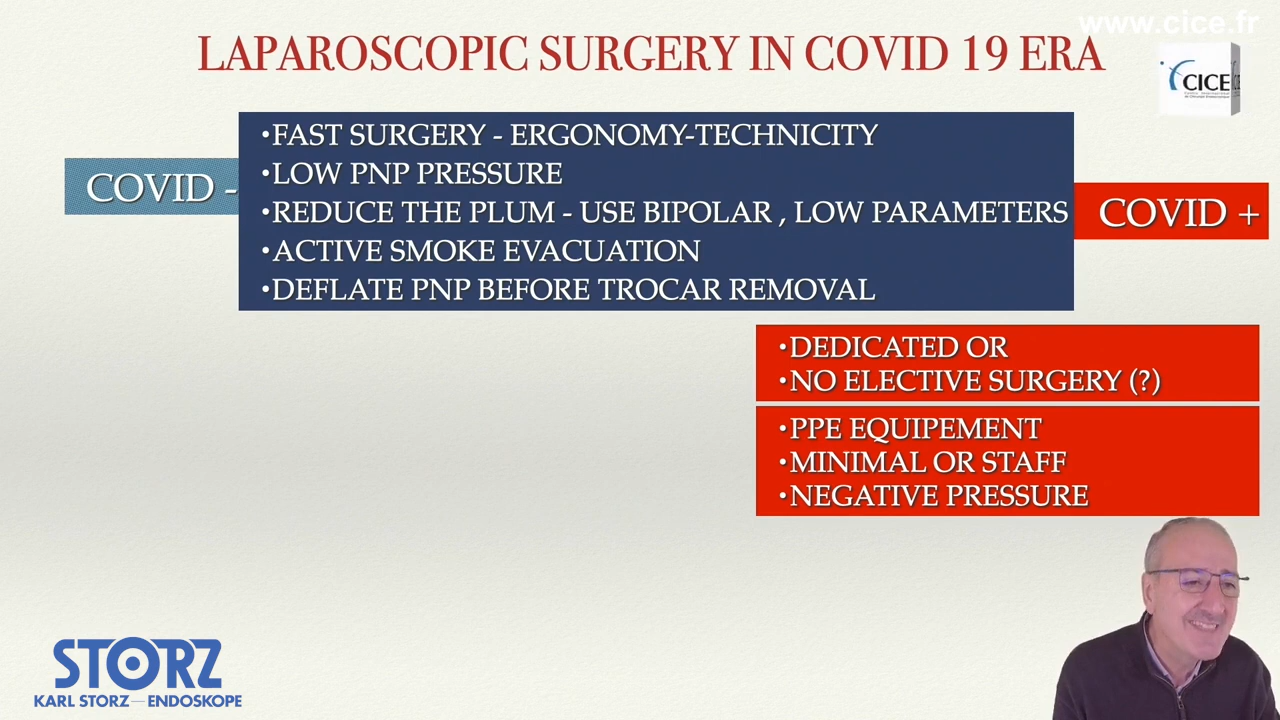 www.cice.fr
LAPAROSCOPIC SURGERY IN COVID 19 ERA
CICE
COVID -
•FAST SURGERY - ERGONOMY-TECHNICITY
•LOW PNP PRESSURE
•REDUCE THE PLUM - USE BIPOLAR , LOW PARAMETERS
•ACTIVE SMOKE EVACUATION
•DEFLATE PNP BEFORE TROCAR REMOVAL
COVID +
•DEDICATED OR
•NO ELECTIVE SURGERY (?)
•PPE EQUIPEMENT
•MINIMAL OR STAFF
•NEGATIVE PRESSURE
STORZ
KARL STORZ—ENDOSKOPE